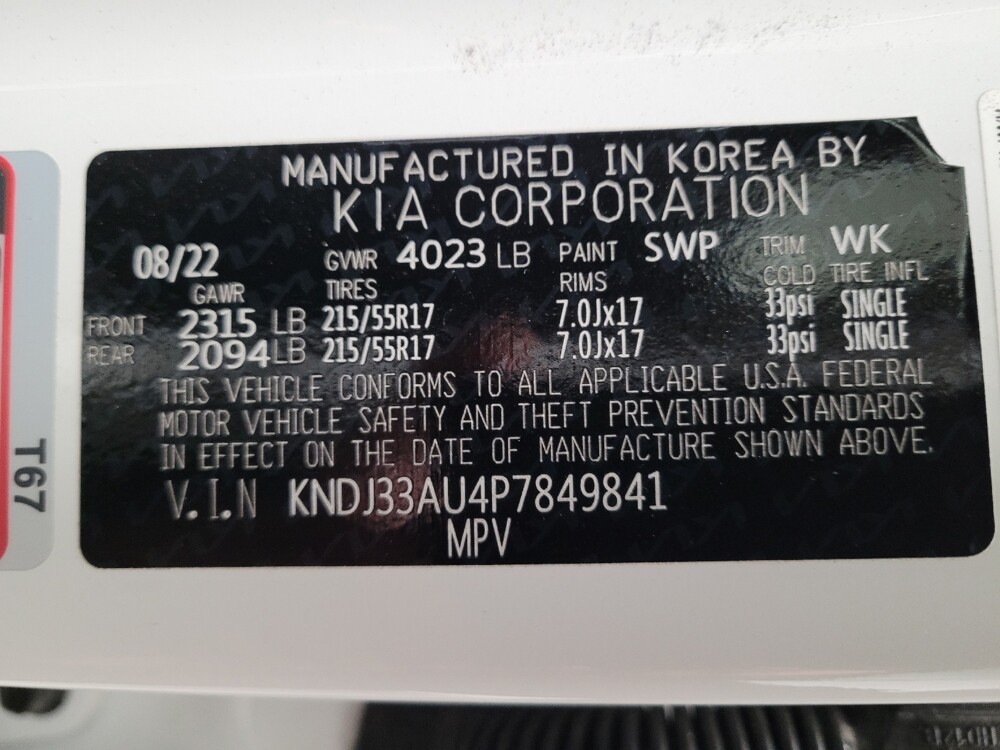 MANUFACTURED IN KOREA BY
KIA CORPORATION
08/22 GVWR 4023 LB PAINT SWP TRIM WK
GAWR TIRES RIMS COLD TIRE INFL
FRONT 2315 LB 215/55R17 7.0Jx17 33psi SINGLE
REAR 2094 LB 215/55R17 7.0Jx17 33psi SINGLE
THIS VEHICLE CONFORMS TO ALL APPLICABLE U.S.A. FEDERAL
MOTOR VEHICLE SAFETY AND THEFT PREVENTION STANDARDS
IN EFFECT ON THE DATE OF MANUFACTURE SHOWN ABOVE.
V.I.N KNDJ33AU4P7849841
MPV
T67